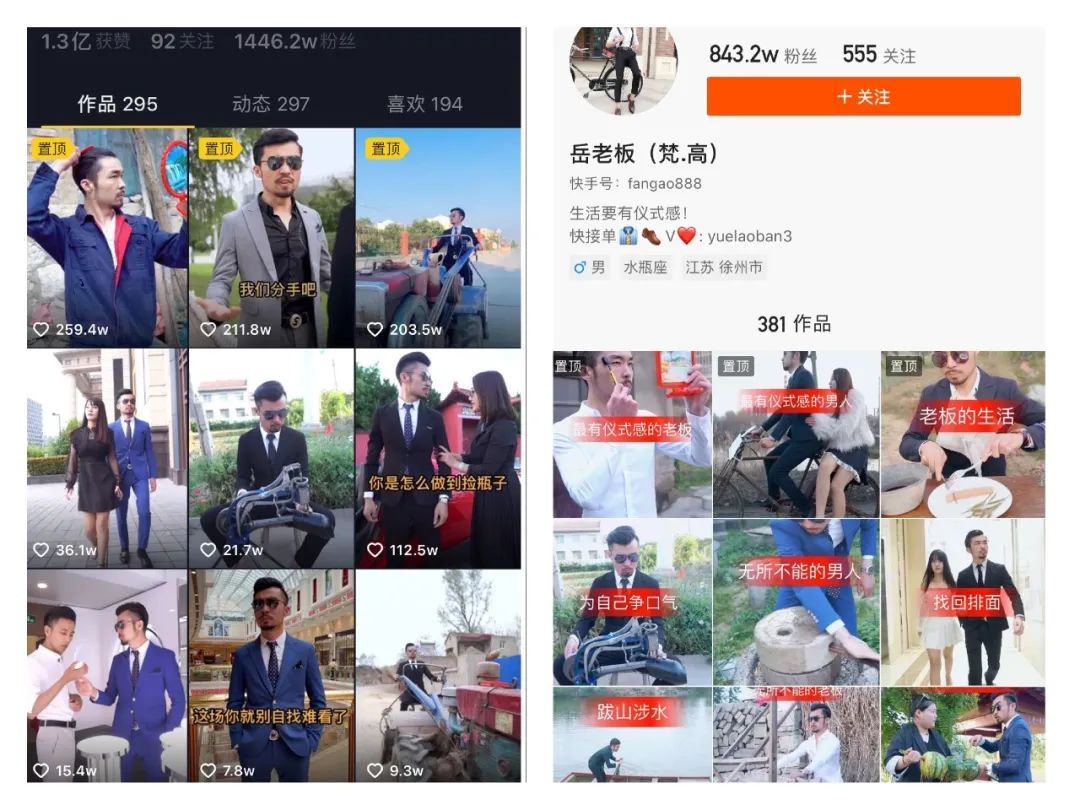 1.3亿获赞 92关注 1446.2w粉丝
作品 295 动态 297 喜欢 194
置顶 置顶 置顶
我们分手吧
259.4w 211.8w 203.5w
你是怎么做到捡瓶子
36.1w 21.7w 112.5w
这场你就别自找难看了
15.4w 7.8w 9.3w
843.2w 粉丝 555 关注
+ 关注
岳老板（梵.高）
快手号：fangao888
生活要有仪式感！
快接单👔👞V❤️: yuelaoban3
♂ 男 水瓶座 江苏 徐州市
381 作品
置顶 置顶 置顶
最有仪式感的男人
老板的生活
最有仪式感的老板
无所不能的男人
为自己争口气 找回排面
无所不能的老板
跋山涉水